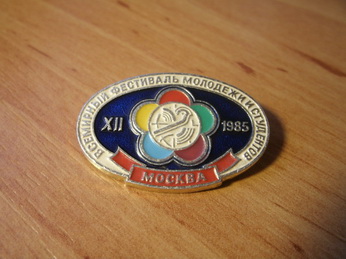 ВСЕМИРНЫЙ ФЕСТИВАЛЬ МОЛОДЕЖИ И СТУДЕНТОВ
XII
1985
МОСКВА